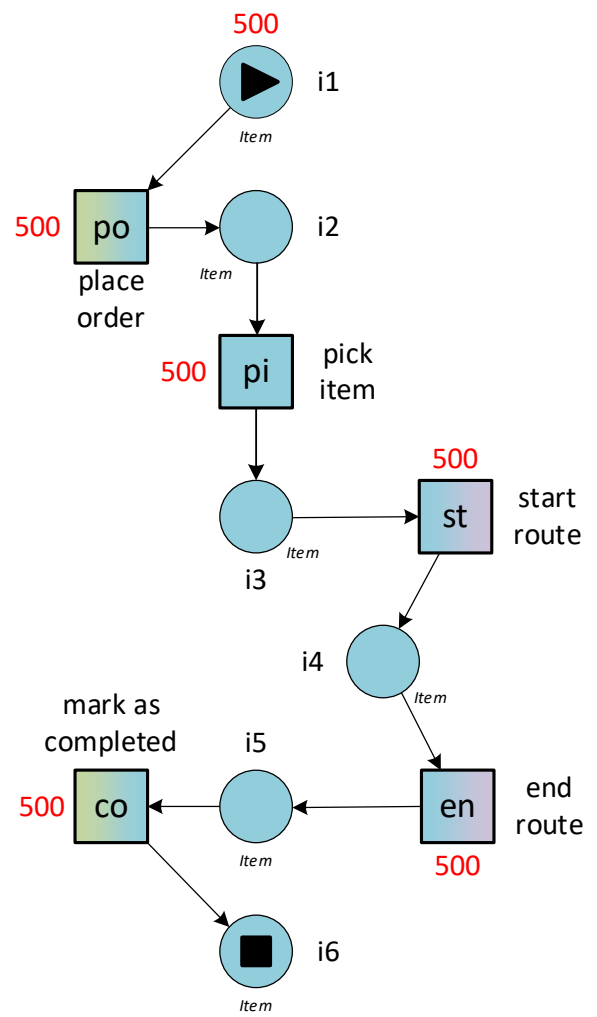 500
i1
Item
500
po
place
order
i2
Item
500
pi
pick
item
500
st
start
route
i3
Item
i4
Item
mark as
completed
i5
500
co
Item
en
end
route
500
i6
Item